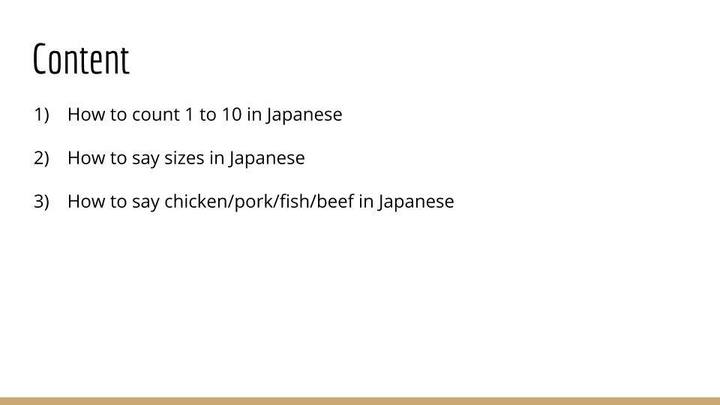 Content
1) How to count 1 to 10 in Japanese
2) How to say sizes in Japanese
3) How to say chicken/pork/fish/beef in Japanese